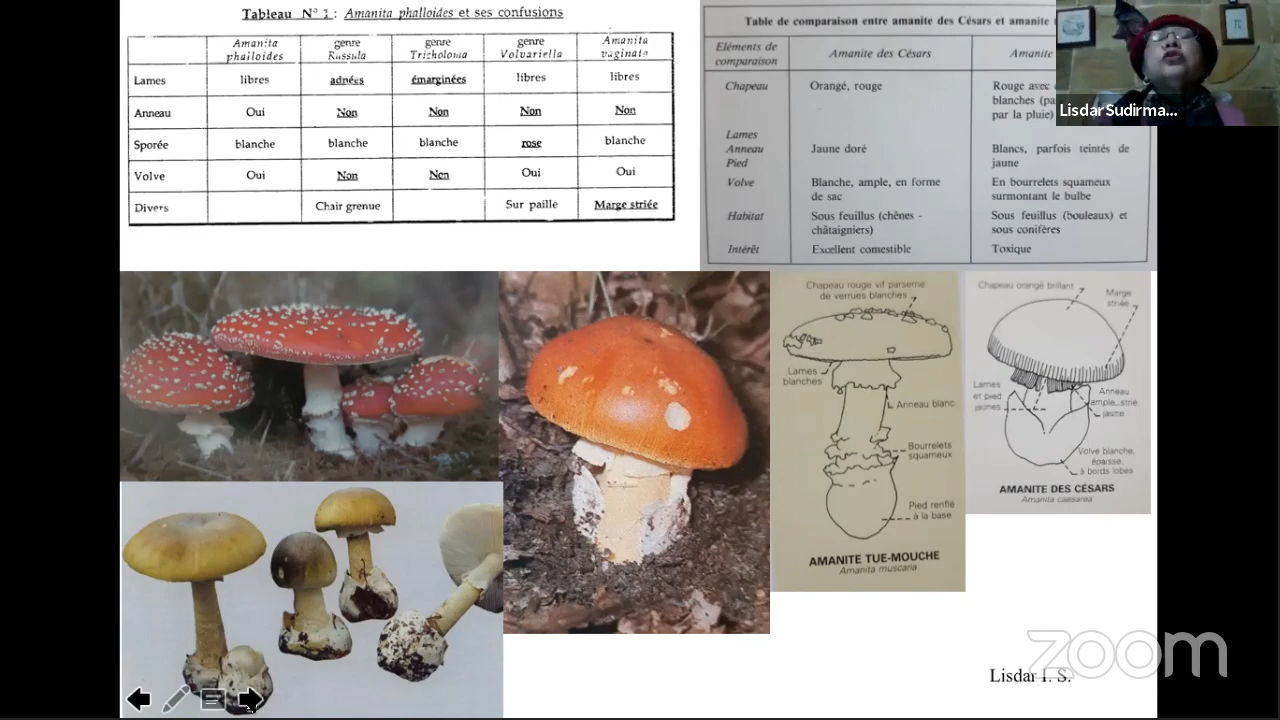 Tableau N° 1 : Amanita phalloides et ses confusions
Amanita phalloides
genre Russula
genre Tricholoma
genre Volvariella
Amanita vaginata
Lames libres adnées émarginées libres libres
Anneau Oui Non Non Non Non
Sporée blanche blanche blanche rose blanche
Volve Oui Non Non Oui Oui
Divers Chair grenue Sur paille Marge striée
Table de comparaison entre amanite des Césars et amanite
Eléments de comparaison
Amanite des Césars
Amanite
Chapeau
Orangé, rouge
Rouge avec
blanches
par la pluie)
Lames
Anneau
Pied
Jaune doré
Blancs, parfois teintés de
jaune
Volve
Blanche, ample, en forme
de sac
En bourrelets squameux
surmontant le bulbe
Habitat
Sous feuillus (chênes -
châtaigniers)
Sous feuillus (bouleaux) et
sous conifères
Intérêt
Excellent comestible
Toxique
Lisdar Sudirma...
Chapeau rouge vif parsemé
de verrues blanches
Lames
blanches
Anneau blanc
Bourrelets
squameux
Pied renflé
à la base
AMANITE TUE-MOUCHE
Amanita muscaria
Chapeau orangé brillant
Marge
striée
Lames
et pied
jaunes
Anneau
ample, strié,
jaune
Volve blanche,
épaisse,
à bords lobés
AMANITE DES CÉSARS
Amanita caesarea
zoom
Lisdar I. S.